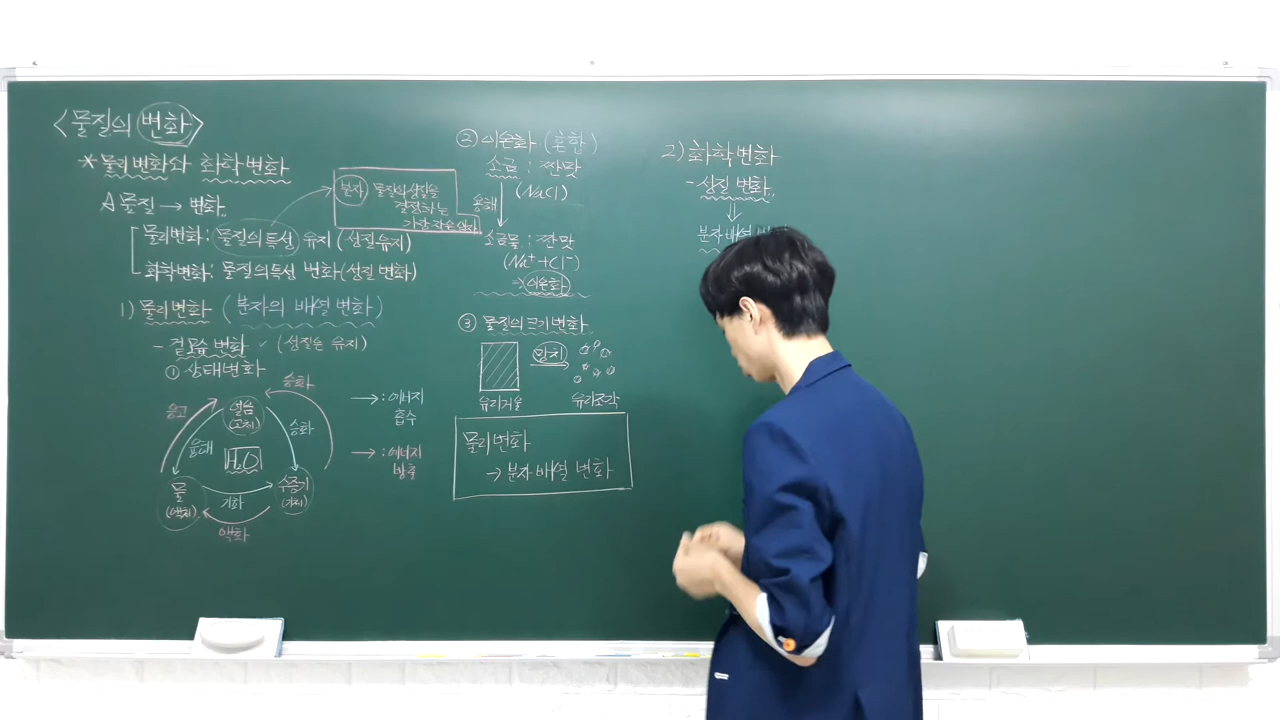 <물질의 변화>
* 물리변화와 화학변화
A 물질 → 변화
물리변화: 물질의 특성 유지 (성질유지)
화학변화: 물질의 특성 변화 (성질 변화)
분자 물질의 성질을
결정하는
가장 작은 입자
1) 물리변화 (분자의 배열 변화)
- 겉모습 변화 (성질은 유지)
① 상태변화
승화
응고
얼음
(고체)
승화
융해
H₂O
물
(액체)
수증기
(기체)
기화
액화
→ : 에너지
흡수
→ : 에너지
방출
② 이온화 (혼합)
소금 : 짠맛
(NaCl)
용해
소금물 : 짠맛
(Na⁺+Cl⁻)
⇒ 이온화
③ 물질의 크기 변화
망치
유리거울
유리조각
물리변화
→ 분자 배열 변화
2) 화학변화
- 성질 변화
⇓
분자 배열